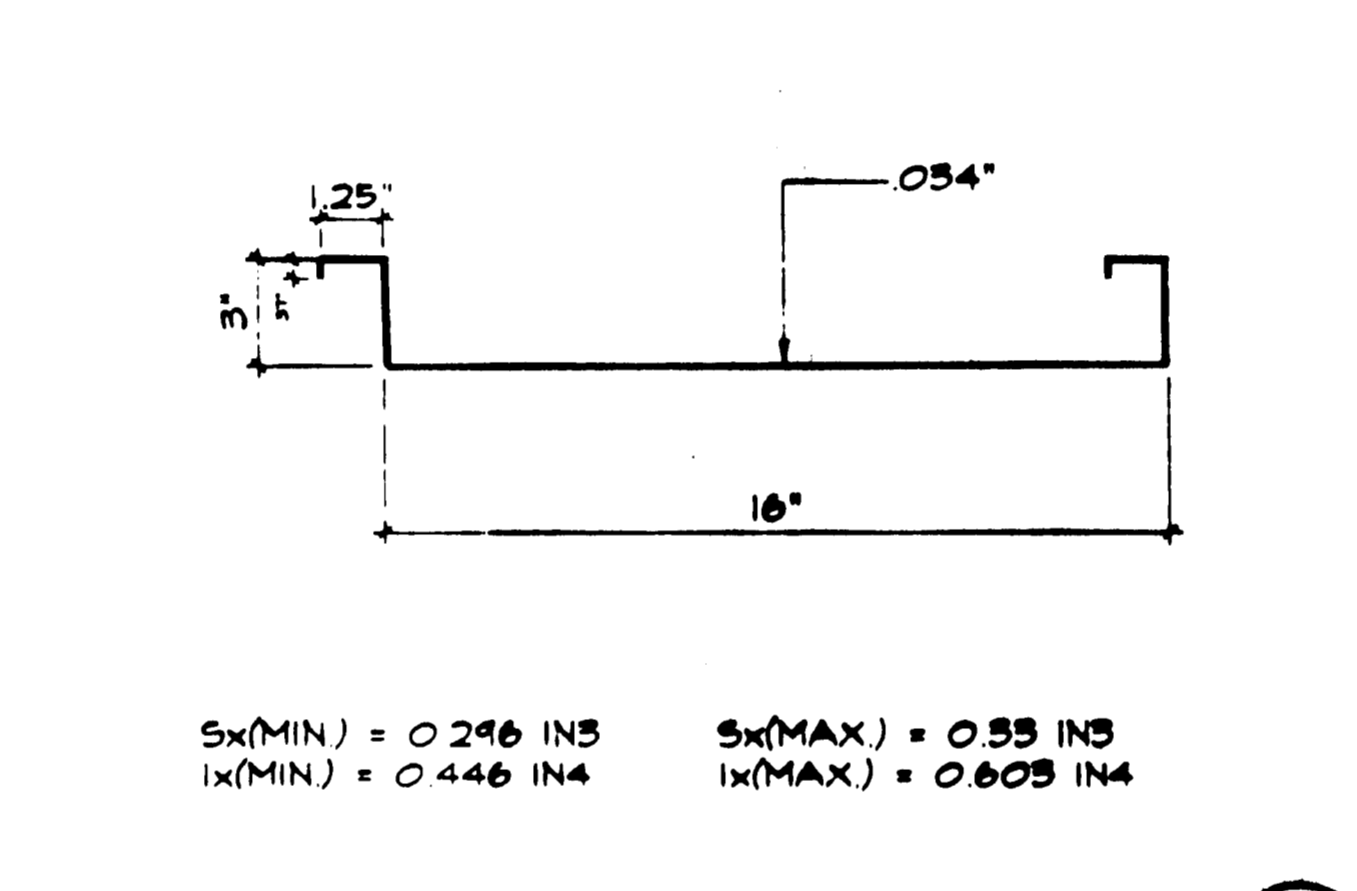 .034"
1.25"
3"
16"
Sx(MIN.) = 0.296 IN3
Ix(MIN.) = 0.446 IN4
Sx(MAX.) = 0.33 IN3
Ix(MAX.) = 0.603 IN4